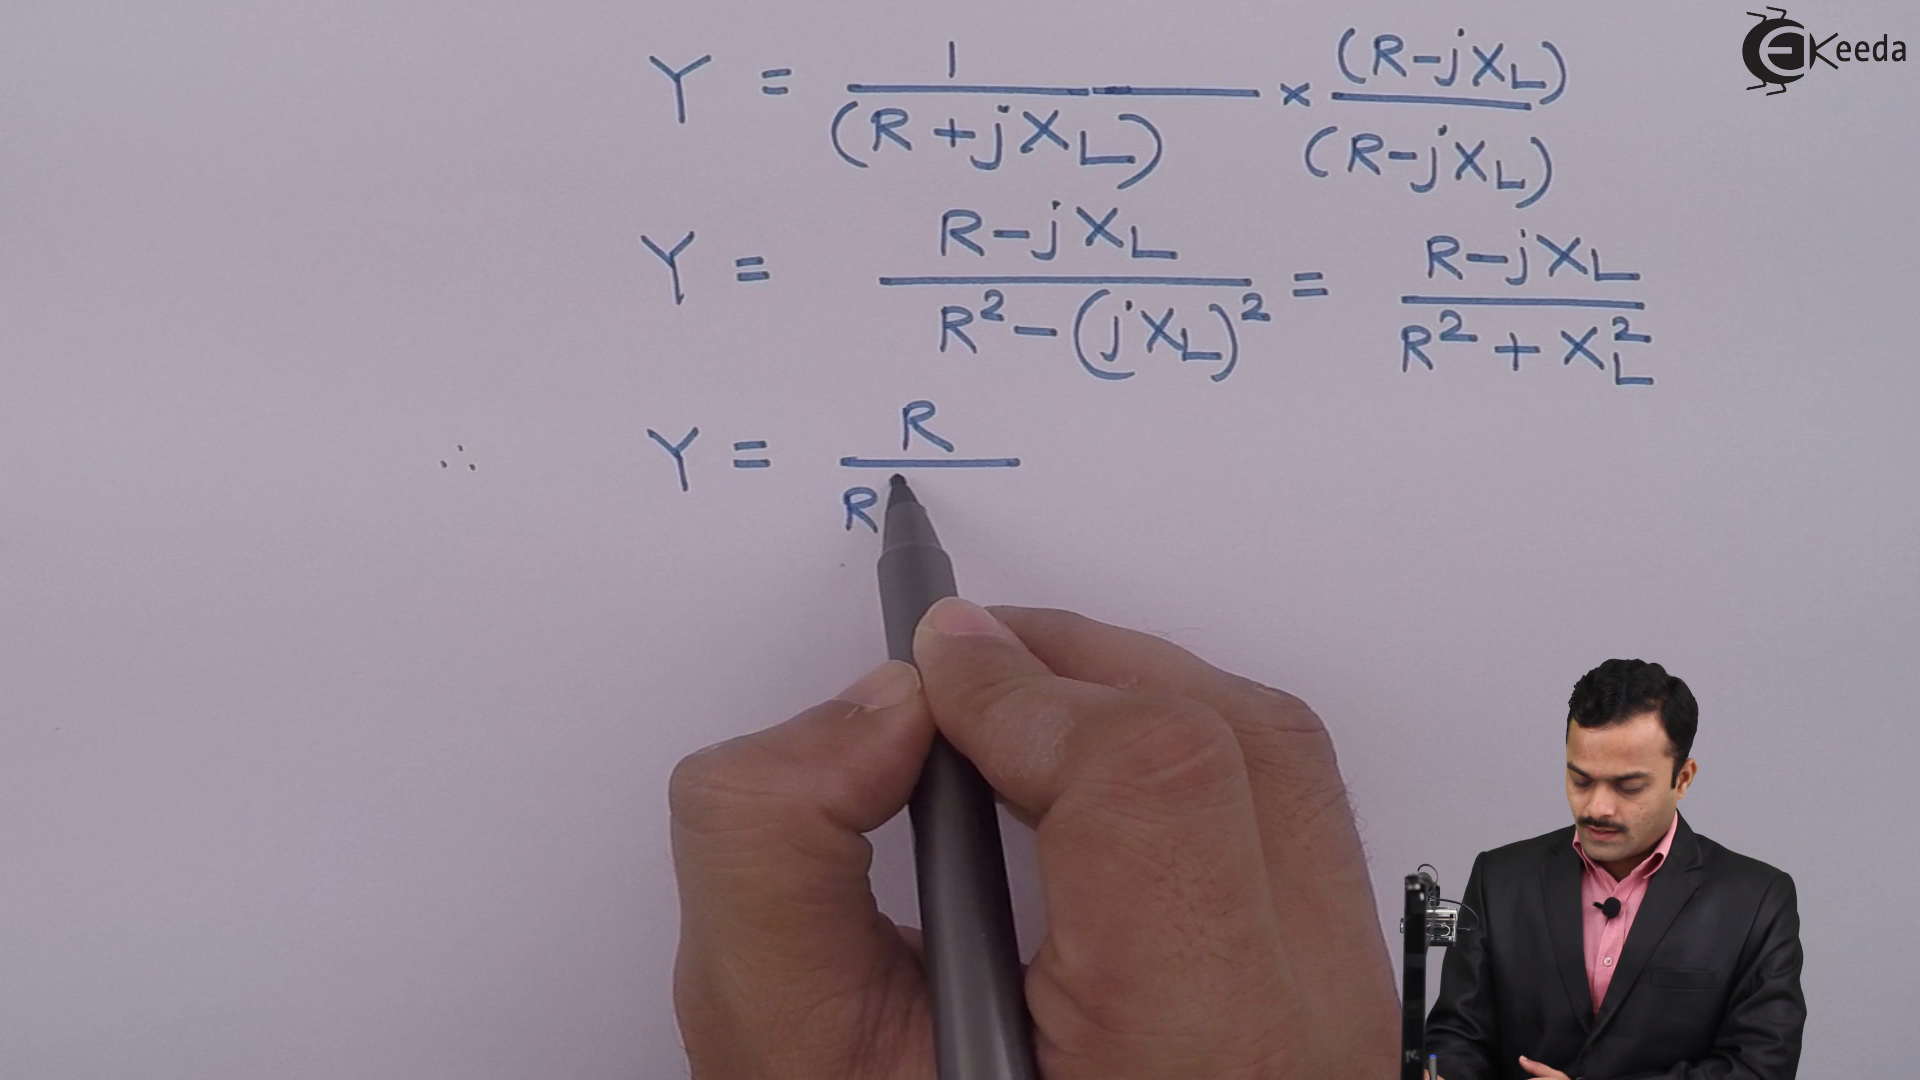 Keeda
Y = 1 / (R + jX_L) × (R-jX_L) / (R-jX_L)
Y = R-jX_L / R² - (jX_L)² = R-jX_L / R² + X_L²
∴ Y = R / R